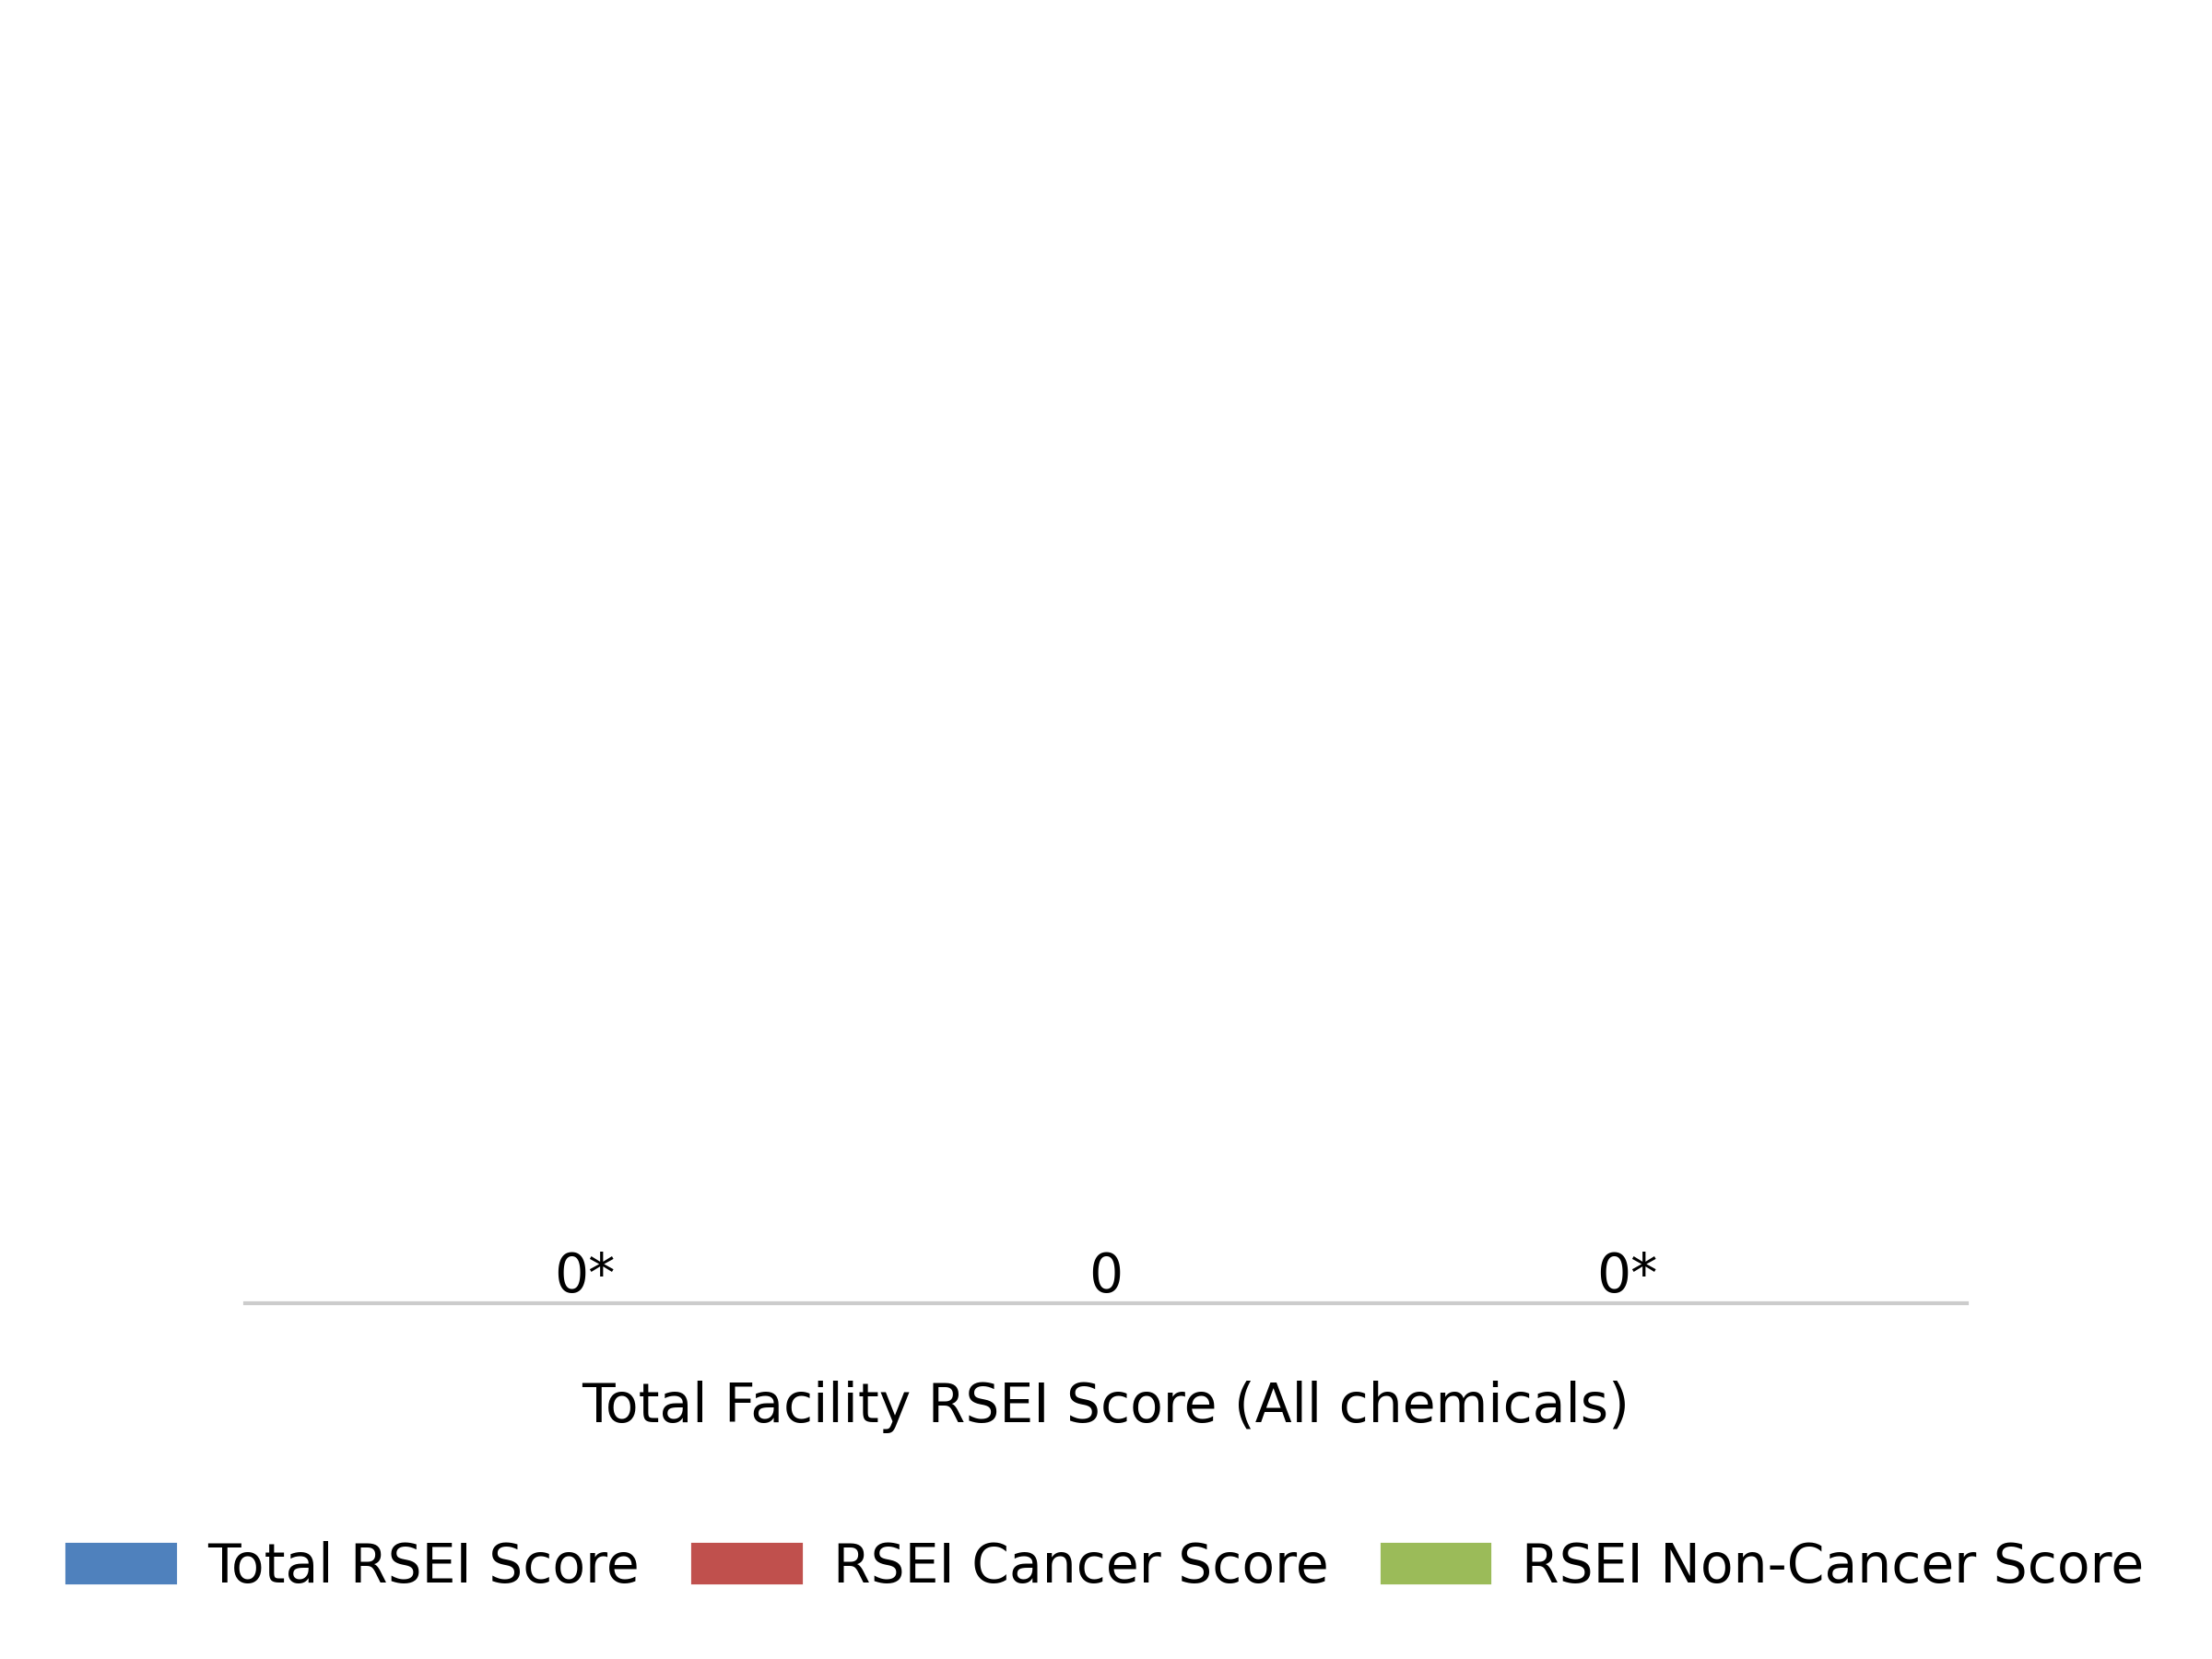 0* 0 0*
Total Facility RSEI Score (All chemicals)
Total RSEI Score RSEI Cancer Score RSEI Non-Cancer Score